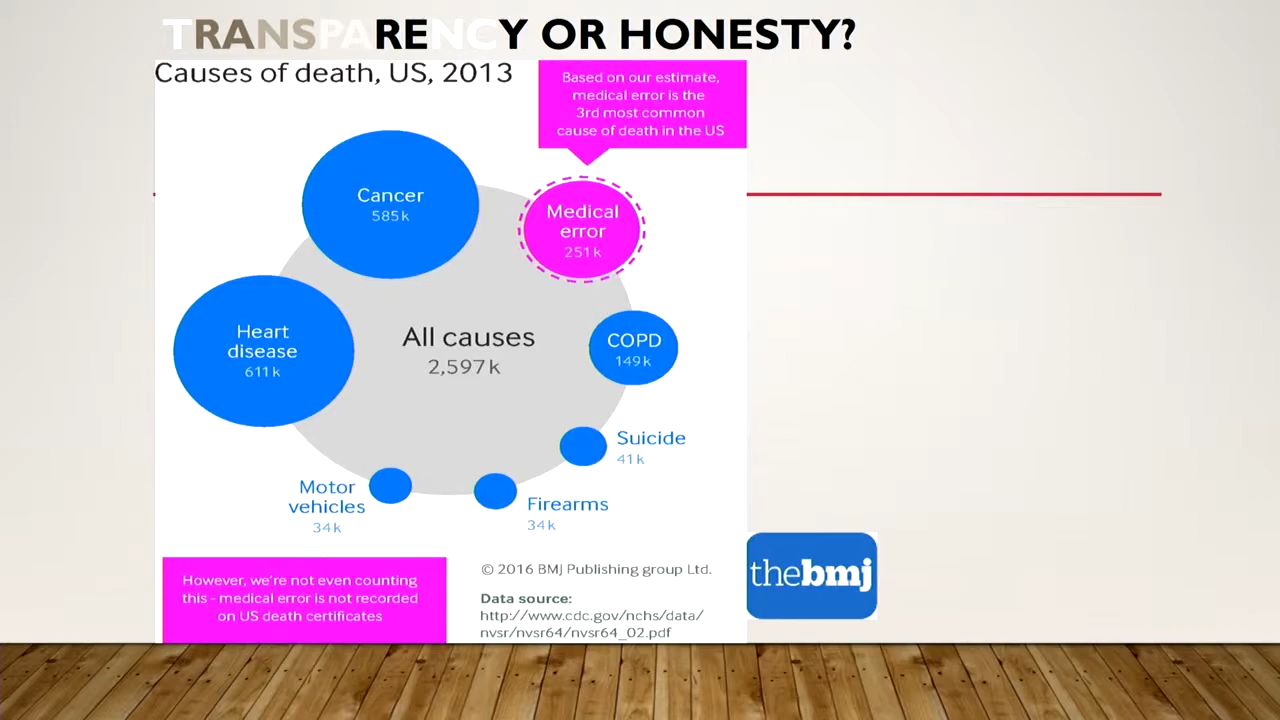 TRANSPARENCY OR HONESTY?
Causes of death, US, 2013
Based on our estimate,
medical error is the
3rd most common
cause of death in the US
Cancer
585k
Medical
error
251k
Heart
disease
611k
All causes
2,597k
COPD
149k
Suicide
41k
Motor
vehicles
34k
Firearms
34k
However, we're not even counting
this - medical error is not recorded
on US death certificates
© 2016 BMJ Publishing group Ltd.
Data source:
http://www.cdc.gov/nchs/data/
nvsr/nvsr64/nvsr64_02.pdf
thebmj